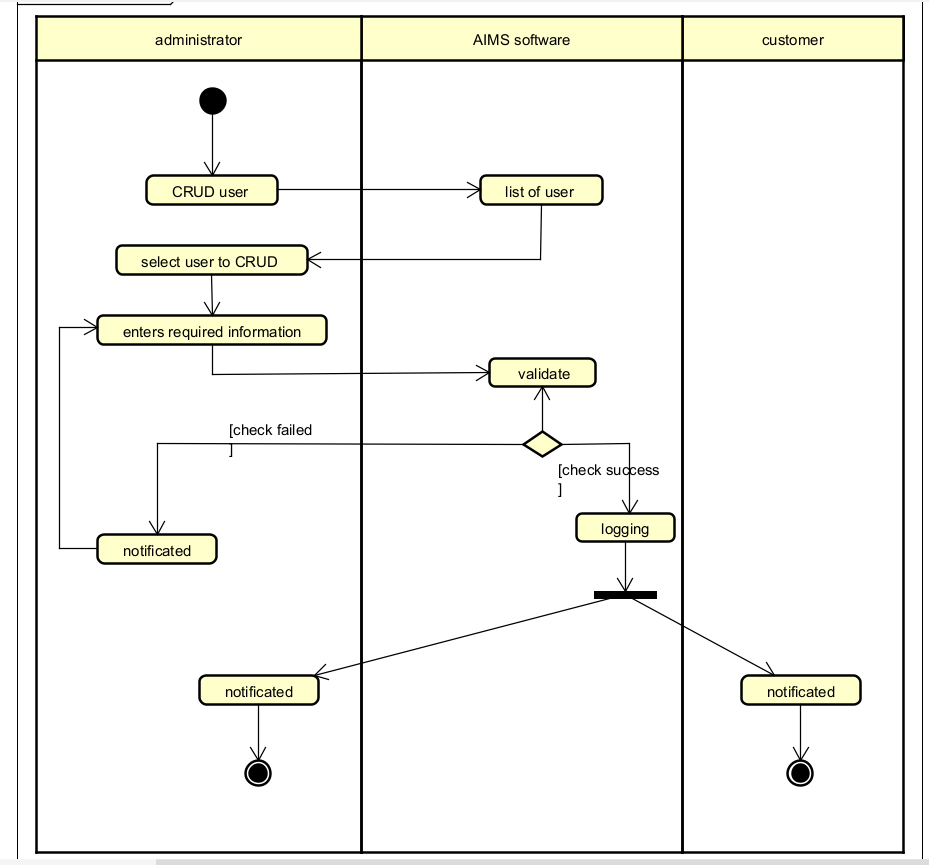 administrator
AIMS software
customer
CRUD user
list of user
select user to CRUD
enters required information
validate
[check failed
]
[check success
]
logging
notificated
notificated
notificated